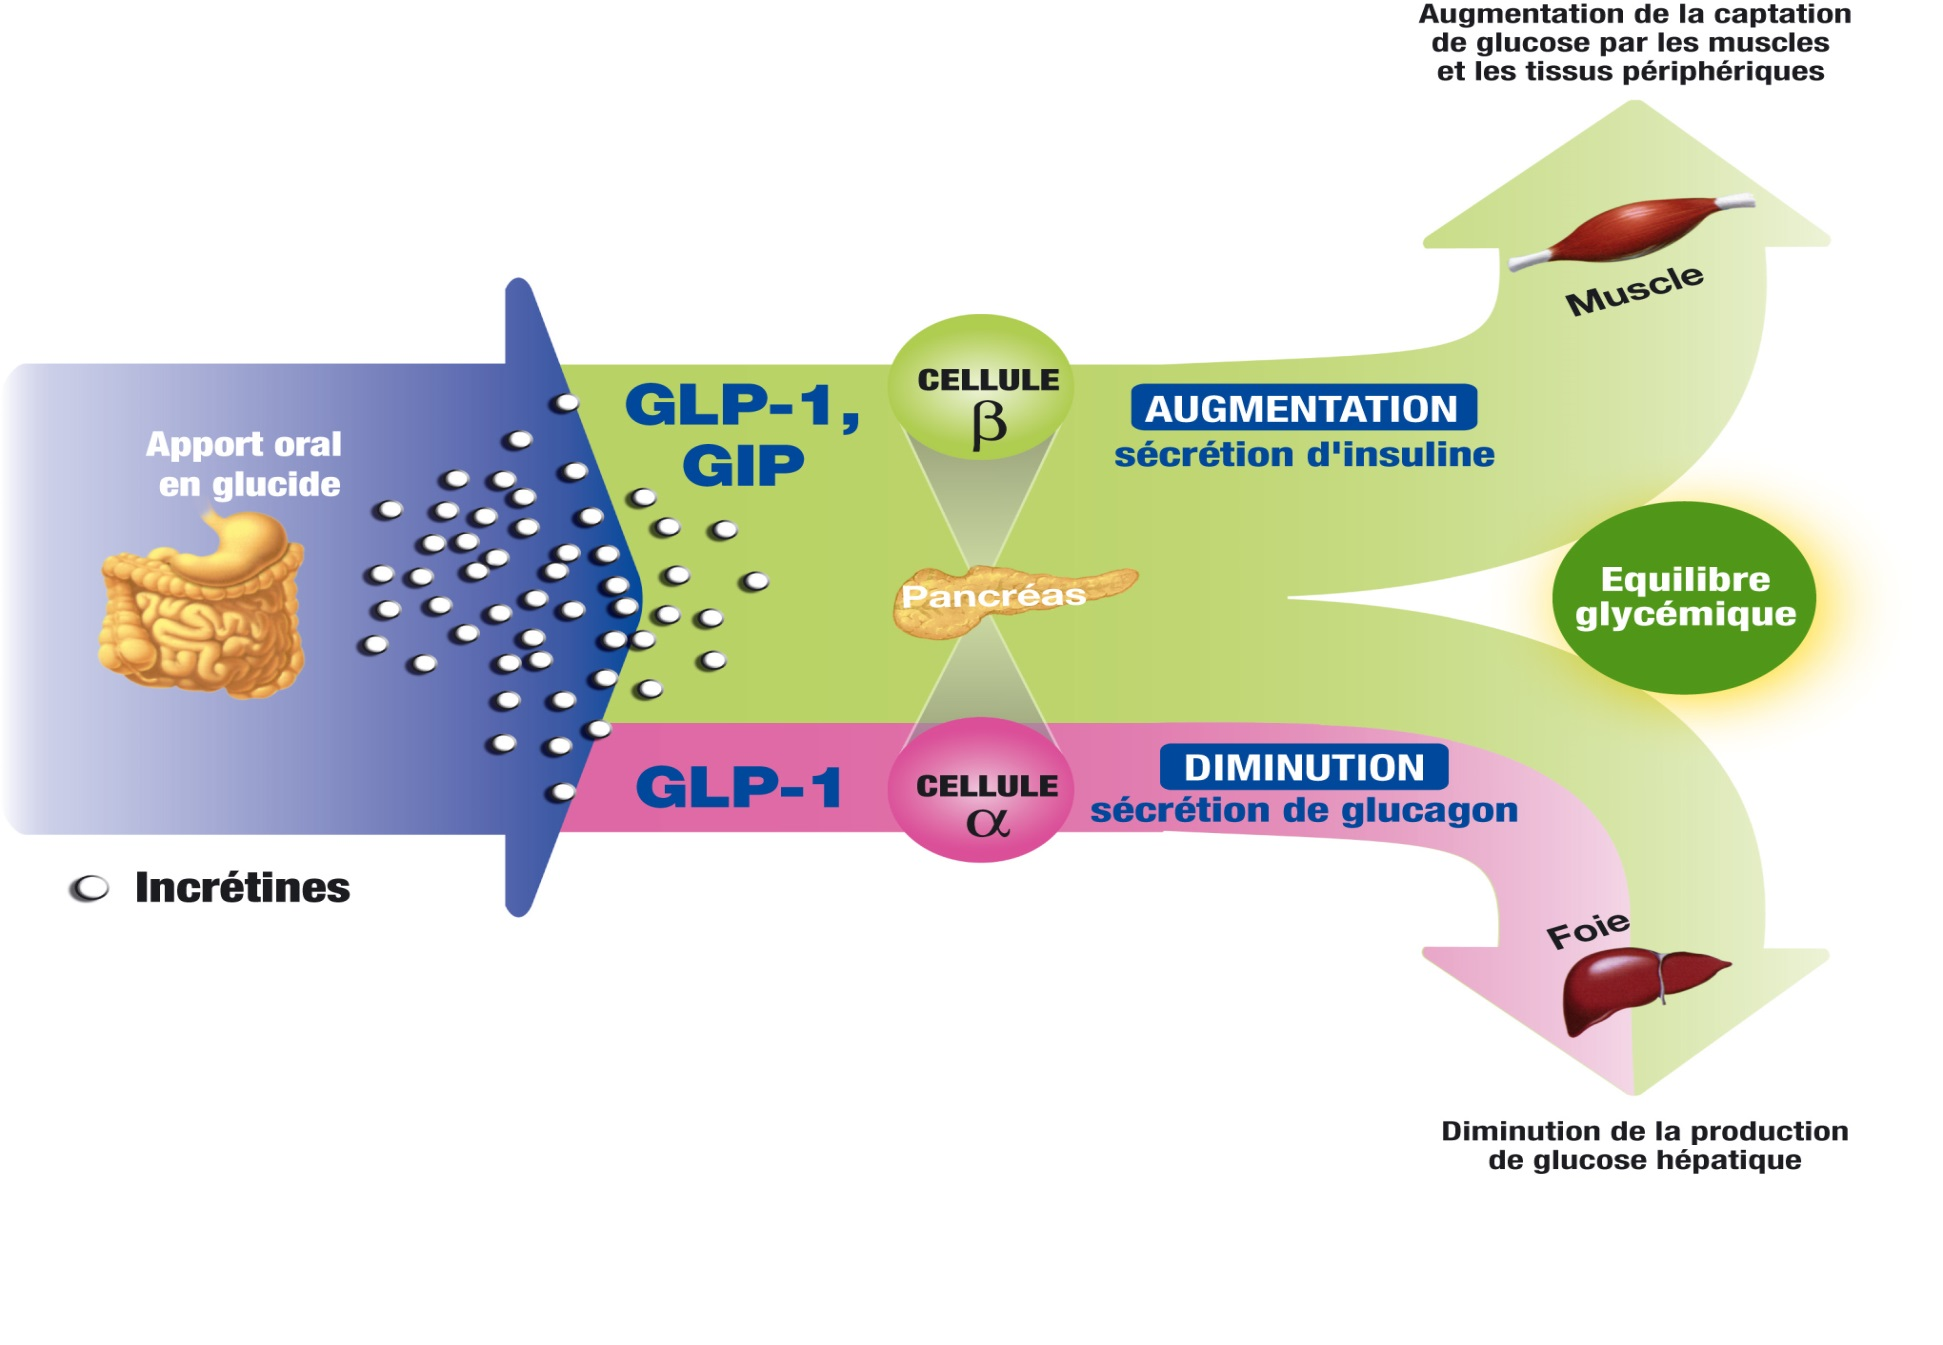 Augmentation de la captation
de glucose par les muscles
et les tissus périphériques
Muscle
Apport oral
en glucide
GLP-1,
GIP
CELLULE
β
AUGMENTATION
sécrétion d'insuline
Pancréas
Equilibre
glycémique
GLP-1
CELLULE
α
DIMINUTION
sécrétion de glucagon
Incrétines
Foie
Diminution de la production
de glucose hépatique